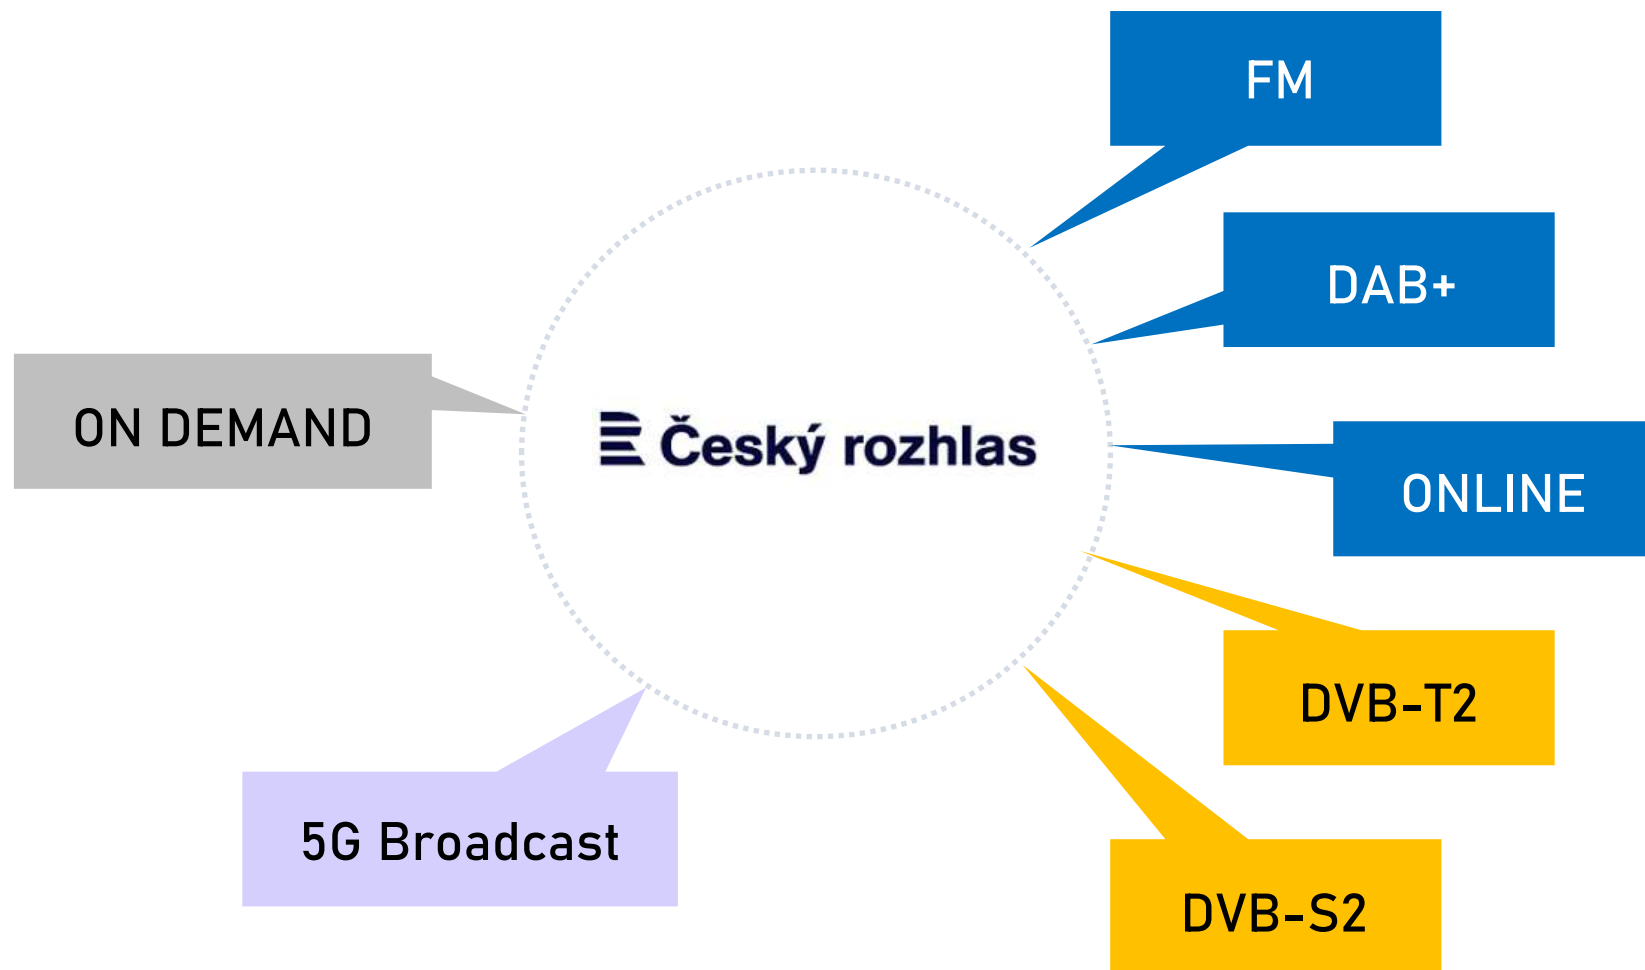 FM
DAB+
ON DEMAND
Český rozhlas
ONLINE
DVB-T2
5G Broadcast
DVB-S2